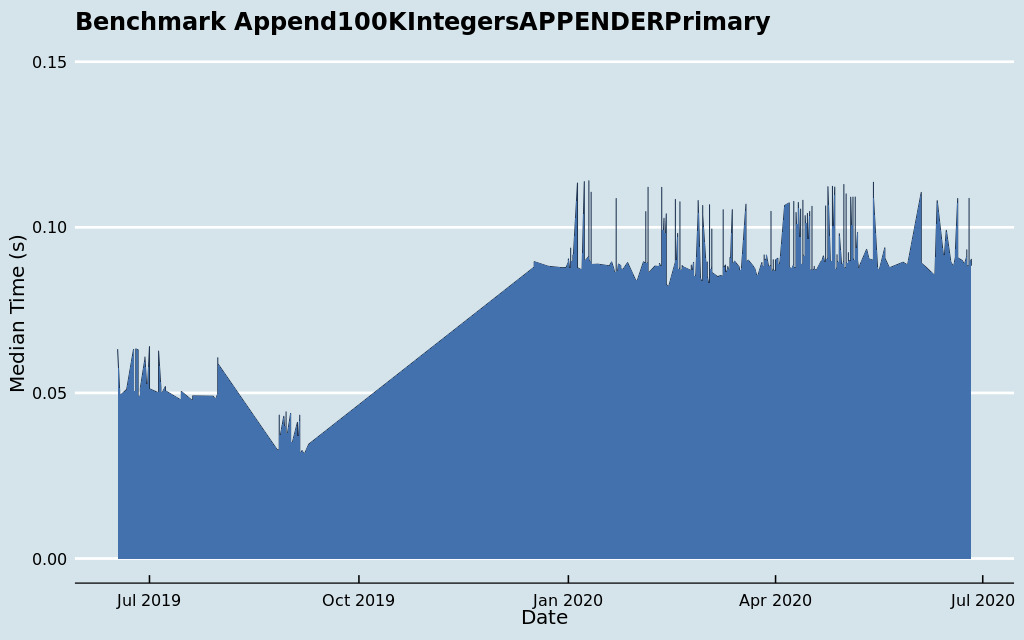 Benchmark Append100KIntegersAPPENDERPrimary
Median Time (s)
0.15
0.10
0.05
0.00
Jul 2019 Oct 2019 Jan 2020 Apr 2020 Jul 2020
Date